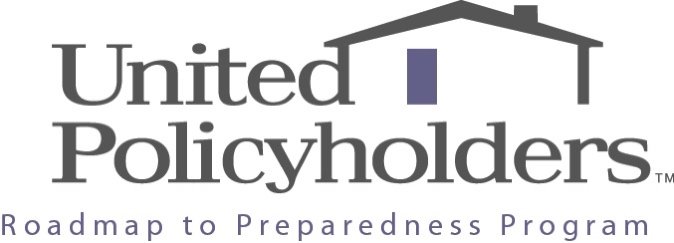 United
Policyholders™
Roadmap to Preparedness Program